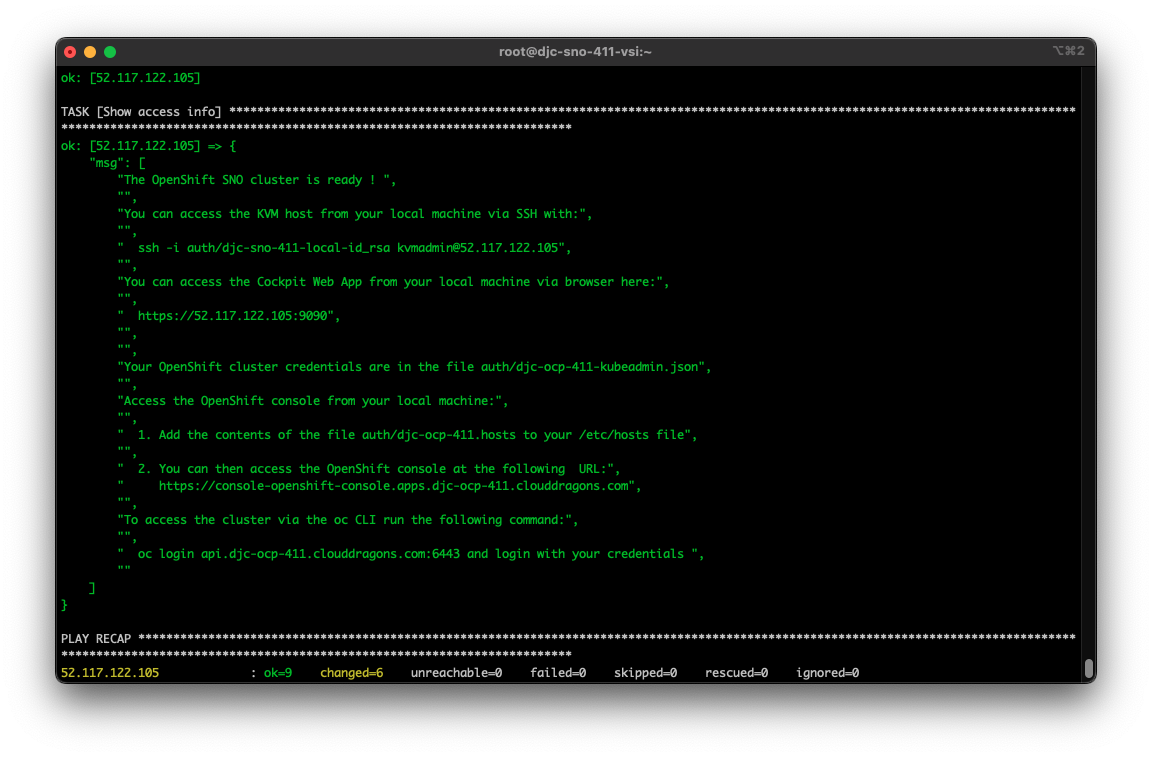 root@djc-sno-411-vsi:~
⌥⌘2
ok: [52.117.122.105]
TASK [Show access info] *************************************************************************************************************************
*************************************************************************
ok: [52.117.122.105] => {
    "msg": [
        "The OpenShift SNO cluster is ready ! ",
        "",
        "You can access the KVM host from your local machine via SSH with:",
        "",
        "  ssh -i auth/djc-sno-411-local-id_rsa kvmadmin@52.117.122.105",
        "",
        "You can access the Cockpit Web App from your local machine via browser here:",
        "",
        "  https://52.117.122.105:9090",
        "",
        "",
        "Your OpenShift cluster credentials are in the file auth/djc-ocp-411-kubeadmin.json",
        "",
        "Access the OpenShift console from your local machine:",
        "",
        "  1. Add the contents of the file auth/djc-ocp-411.hosts to your /etc/hosts file",
        "",
        "  2. You can then access the OpenShift console at the following  URL:",
        "     https://console-openshift-console.apps.djc-ocp-411.clouddragons.com",
        "",
        "To access the cluster via the oc CLI run the following command:",
        "",
        "  oc login api.djc-ocp-411.clouddragons.com:6443 and login with your credentials ",
        ""
    ]
}
PLAY RECAP **************************************************************************************************************************************
*************************************************************************
52.117.122.105             : ok=9    changed=6    unreachable=0    failed=0    skipped=0    rescued=0    ignored=0